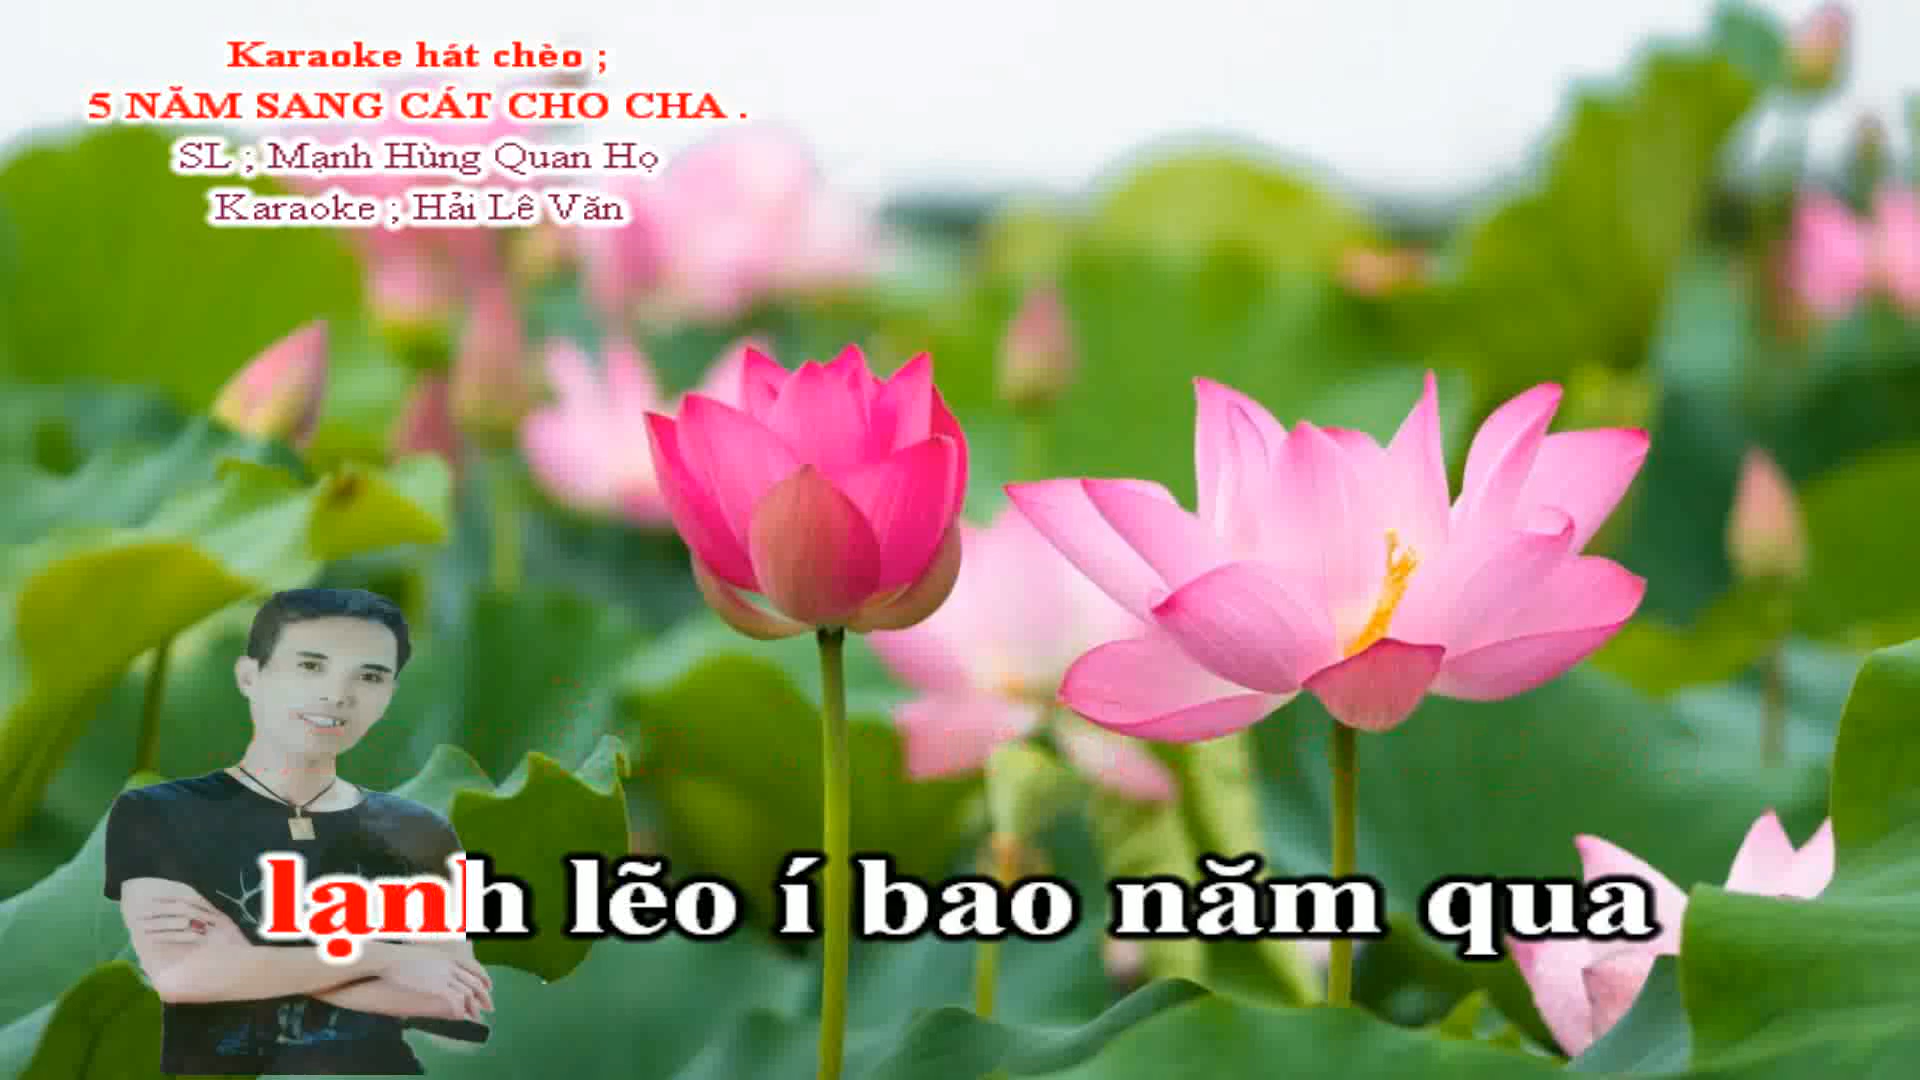 Karaoke hát chèo ;
5 NĂM SANG CÁT CHO CHA .
SL ; Mạnh Hùng Quan Họ
Karaoke ; Hải Lê Văn
lạnh lẽo í bao năm qua